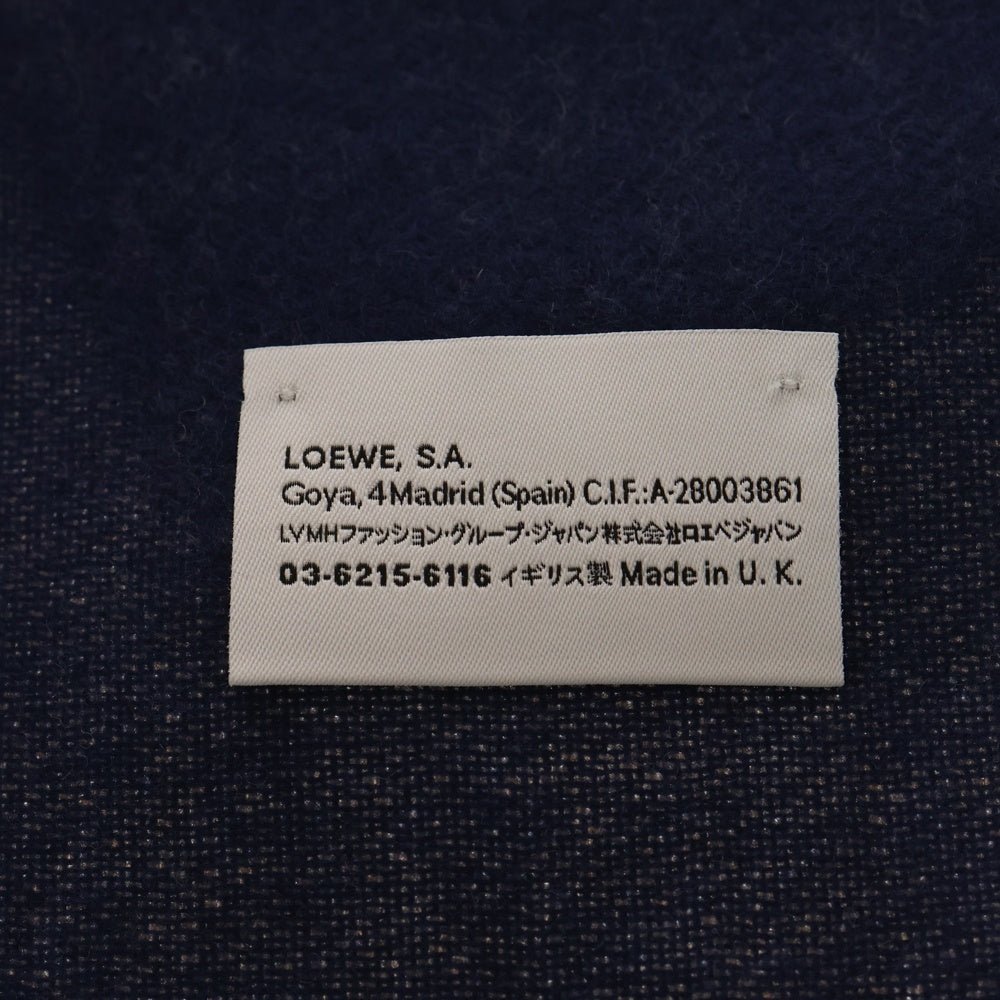 LOEWE, S.A.
Goya, 4 Madrid (Spain) C.I.F.:A-28003861
LVMHファッション・グループ・ジャパン株式会社ロエベジャパン
03-6215-6116 イギリス製 Made in U. K.